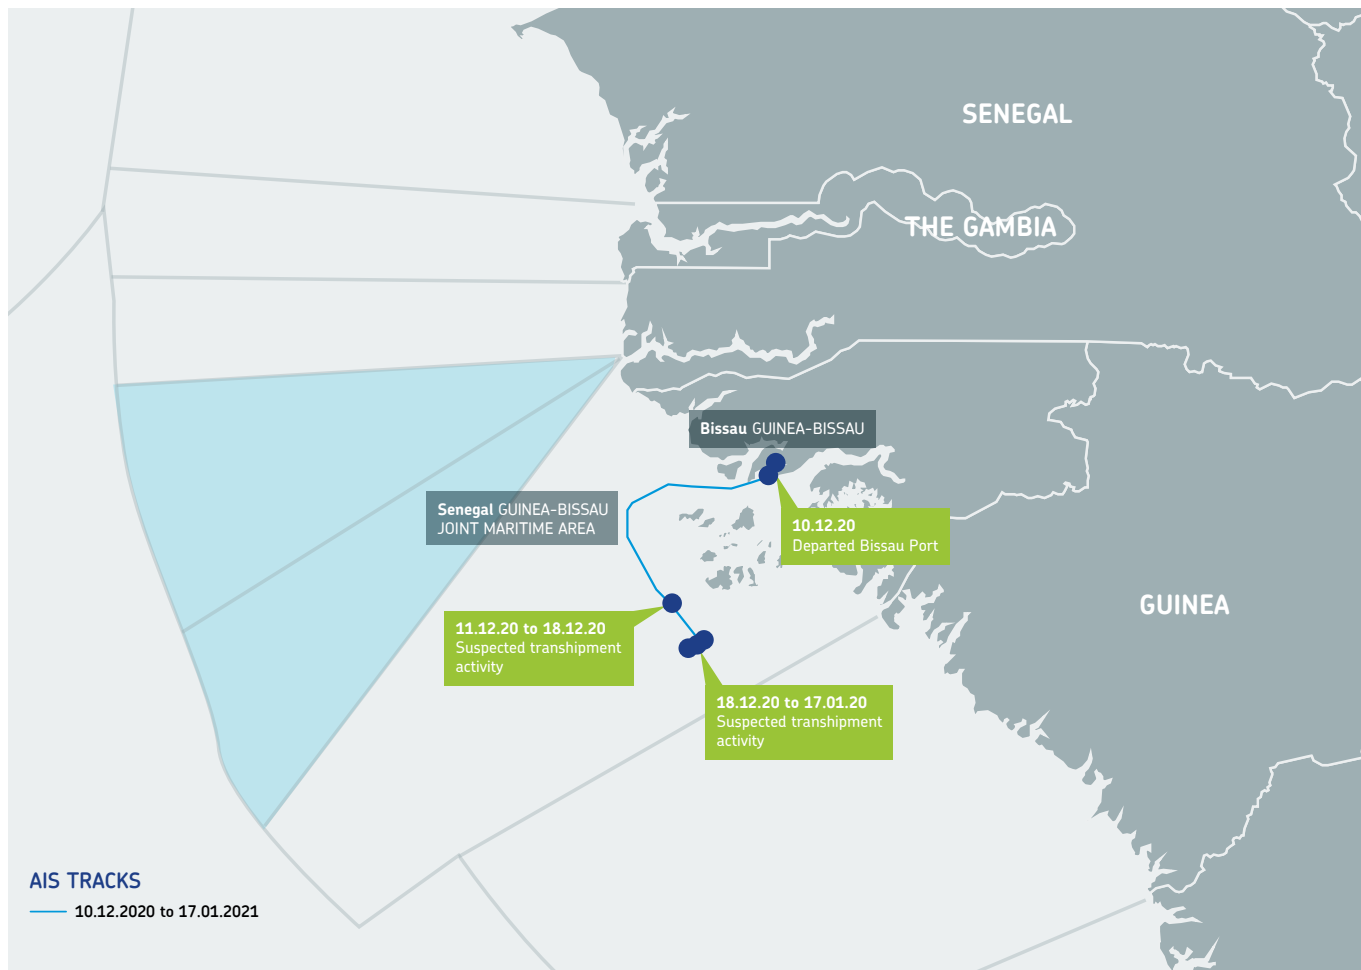 SENEGAL
THE GAMBIA
Bissau GUINEA-BISSAU
Senegal GUINEA-BISSAU
JOINT MARITIME AREA
10.12.20
Departed Bissau Port
GUINEA
11.12.20 to 18.12.20
Suspected transhipment
activity
18.12.20 to 17.01.20
Suspected transhipment
activity
AIS TRACKS
10.12.2020 to 17.01.2021